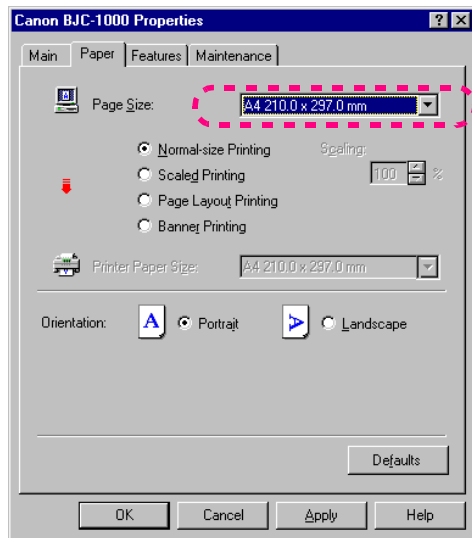 Canon BJC-1000 Properties
Main Paper Features Maintenance
Page Size: A4 210.0 x 297.0 mm
Normal-size Printing Scaling:
Scaled Printing 100 %
Page Layout Printing
Banner Printing
Printer Paper Size: A4 210.0 x 297.0 mm
Orientation: A Portrait A Landscape
Defaults
OK Cancel Apply Help